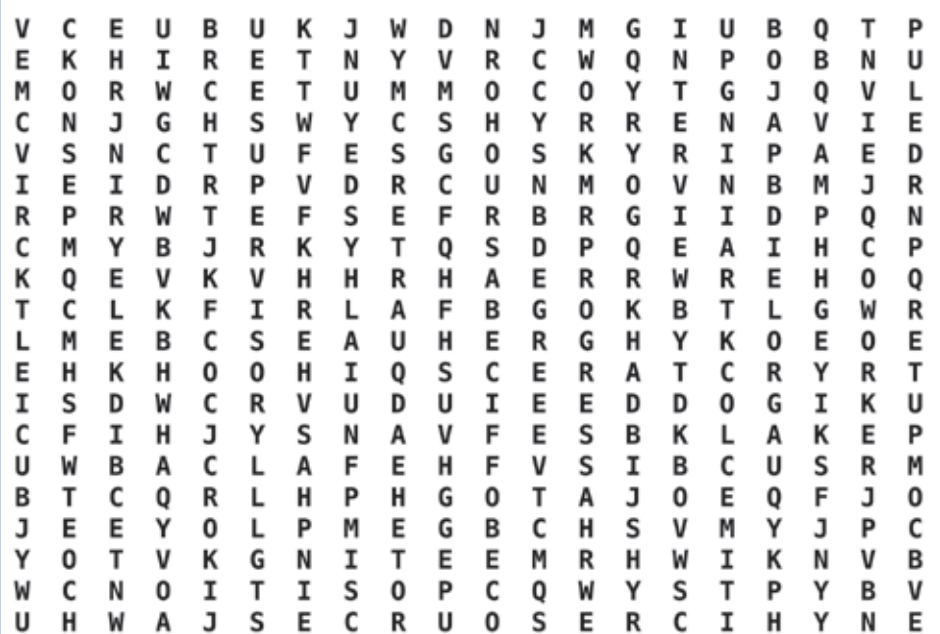 V C E U B U K J W D N J M G I U B Q T P
E K H I R E T N Y V R C W Q N P O B N U
M O R W C E T U M M O C O Y T G J Q V L
C N J G H S W Y C S H Y R R E N A V I E
V S N C T U F E S G O S K Y R I P A E D
I E I D R P V D R C U N M O V N B M J R
R P R W T E F S E F R B R G I I D P Q N
C M Y B J R K Y T Q S D P Q E A I H C P
K Q E V K V H H R H A E R R W R E H O Q
T C L K F I R L A F B G O K B T L G W R
L M E B C S E A U H E R G H Y K O E O E
E H K H O O H I Q S C E R A T C R Y R T
I S D W C R V U D U I E E D D O G I K U
C F I H J Y S N A V F E S B K L A K E P
U W B A C L A F E H F V S I B C U S R M
B T C Q R L H P H G O T A J O E Q F J O
J E E Y O L P M E G B C H S V M Y J P C
Y O T V K G N I T E E M R H W I K N V B
W C N O I T I S O P C Q W Y S T P Y B V
U H W A J S E C R U O S E R C I H Y N E